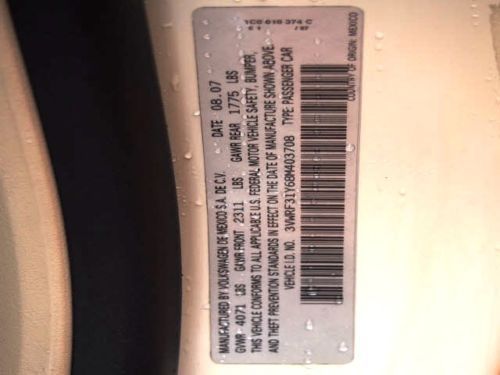 1C0 010 374 C
MANUFACTURED BY VOLKSWAGEN DE MEXICO S.A. DE C.V. DATE 08.07
GVWR 4071 LBS GAWR FRONT 2311 LBS GAWR REAR 1775 LBS
THIS VEHICLE CONFORMS TO ALL APPLICABLE U.S. FEDERAL MOTOR VEHICLE SAFETY, BUMPER,
AND THEFT PREVENTION STANDARDS IN EFFECT ON THE DATE OF MANUFACTURE SHOWN ABOVE.
VEHICLE I.D. NO. 3VWRF31Y68M403708 TYPE: PASSENGER CAR
COUNTRY OF ORIGIN: MEXICO